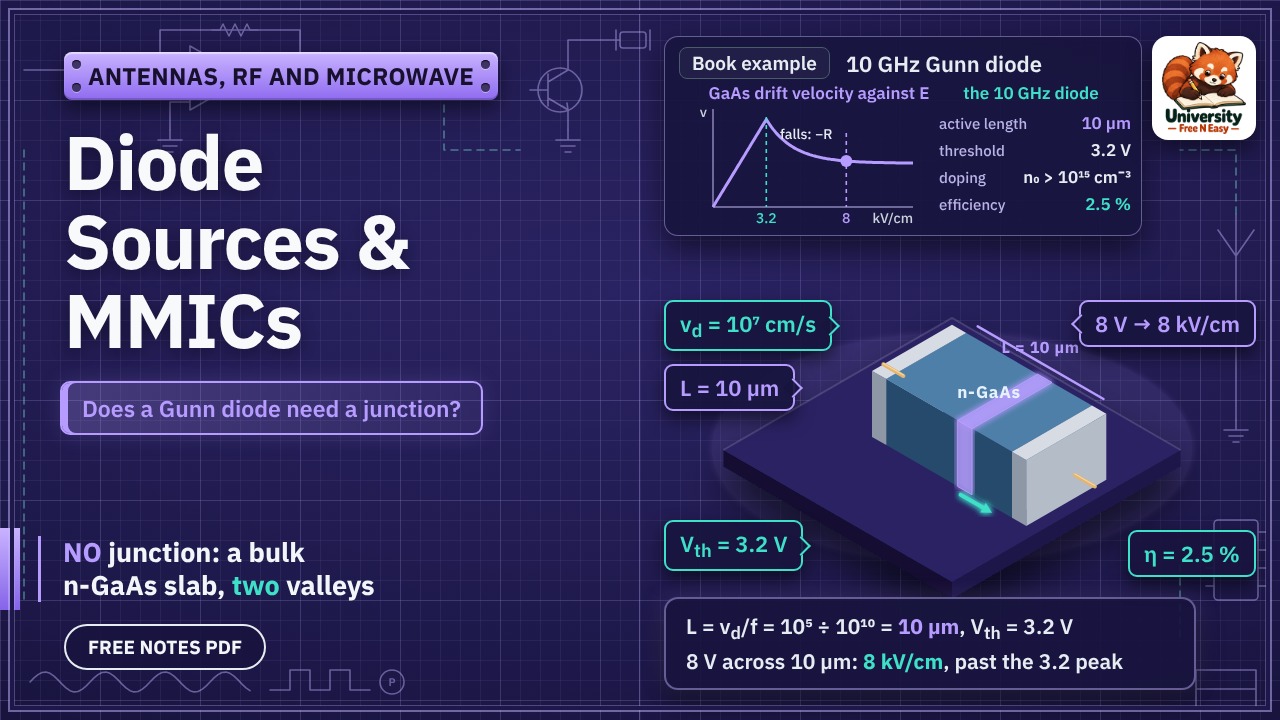 ANTENNAS, RF AND MICROWAVE
Diode
Sources &
MMICs
Does a Gunn diode need a junction?
NO junction: a bulk
n-GaAs slab, two valleys
FREE NOTES PDF
P
Book example
10 GHz Gunn diode
GaAs drift velocity against E
the 10 GHz diode
v
falls: −R
3.2
8
kV/cm
active length 10 µm
threshold 3.2 V
doping n₀ > 10¹⁵ cm⁻³
efficiency 2.5 %
University
Free N Easy
v_d = 10⁷ cm/s
8 V → 8 kV/cm
L = 10 µm
L = 10 µm
n-GaAs
V_th = 3.2 V
η = 2.5 %
L = v_d/f = 10⁵ ÷ 10¹⁰ = 10 µm, V_th = 3.2 V
8 V across 10 µm: 8 kV/cm, past the 3.2 peak